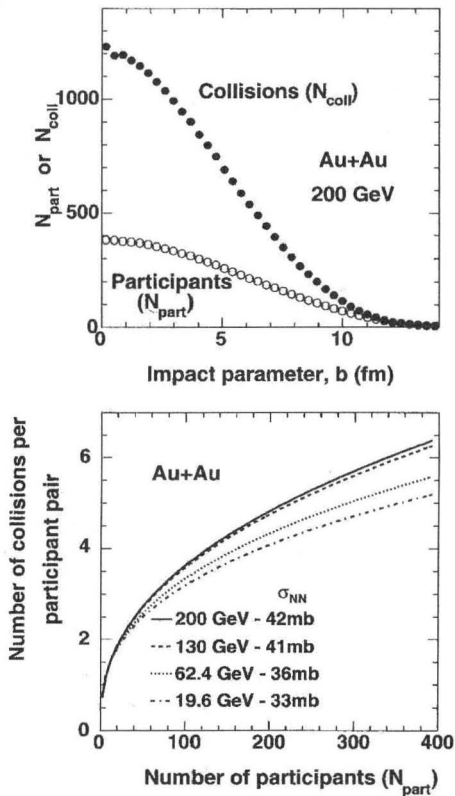 1000
500
0
N_part or N_coll
Collisions (N_coll)
Au+Au
200 GeV
Participants
(N_part)
0 5 10
Impact parameter, b (fm)
6
4
2
0
Number of collisions per
participant pair
Au+Au
σ_NN
200 GeV - 42mb
130 GeV - 41mb
62.4 GeV - 36mb
19.6 GeV - 33mb
0 100 200 300 400
Number of participants (N_part)